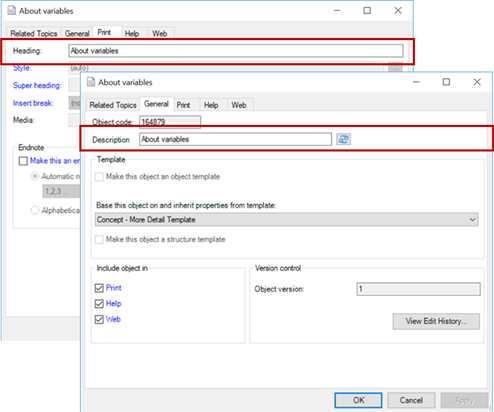 About variables
Related Topics General Print Help Web
Heading: About variables
Style: (auto)
Super heading:
Insert break:
Media:
Endnote
Make this an
Automatic
1,2,3 ...
About variables
Related Topics General Print Help Web
Object code: 164879
Description About variables
Template
Make this object an object template
Base this object on and inherit properties from template:
Concept - More Detail Template
Make this object a structure template
Include object in
Print
Help
Web
Version control
Object version: 1
View Edit History...
OK Cancel Apply